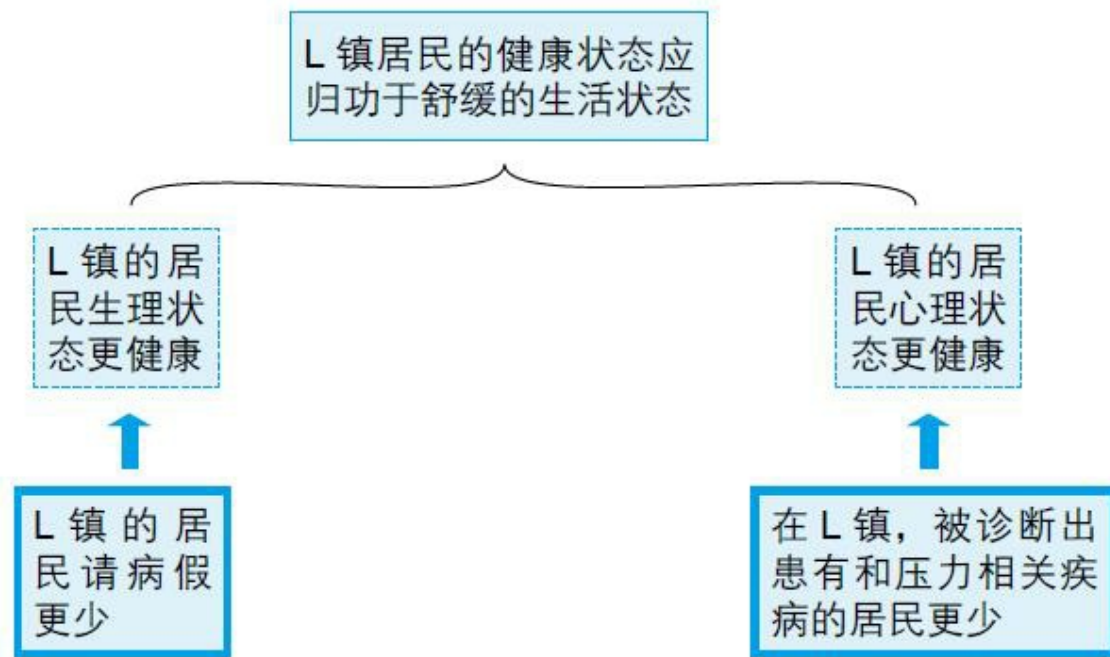 L 镇居民的健康状态应
归功于舒缓的生活状态
L 镇的居
民生理状
态更健康
L 镇的居
民心理状
态更健康
L 镇 的 居
民 请 病 假
更少
在 L 镇，被诊断出
患有和压力相关疾
病的居民更少